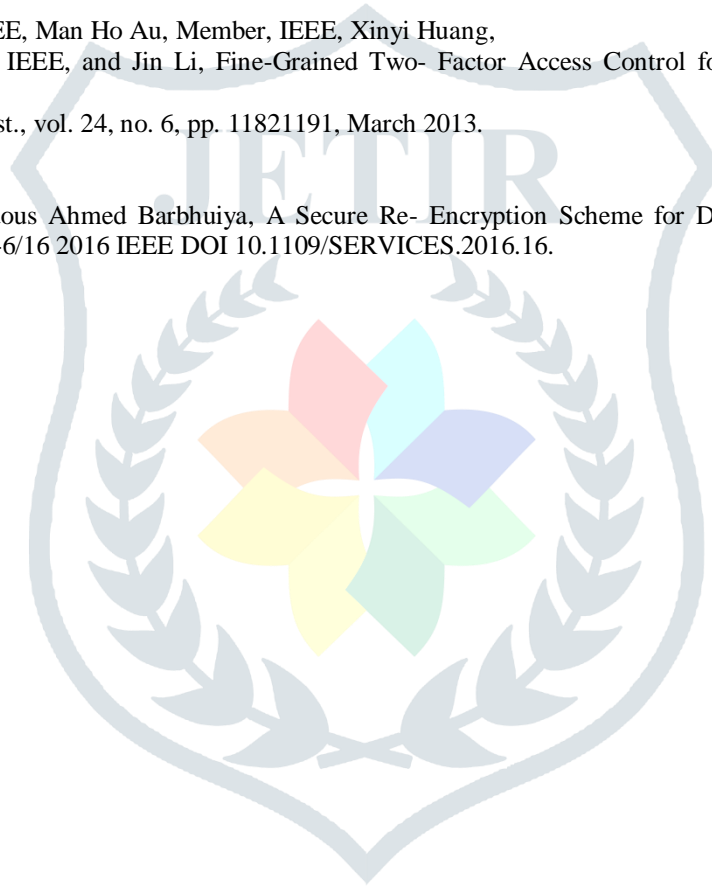 EE, Man Ho Au, Member, IEEE, Xinyi Huang,
IEEE, and Jin Li, Fine-Grained Two- Factor Access Control fo
st., vol. 24, no. 6, pp. 11821191, March 2013.
JETIR
ious Ahmed Barbhuiya, A Secure Re- Encryption Scheme for D
-6/16 2016 IEEE DOI 10.1109/SERVICES.2016.16.